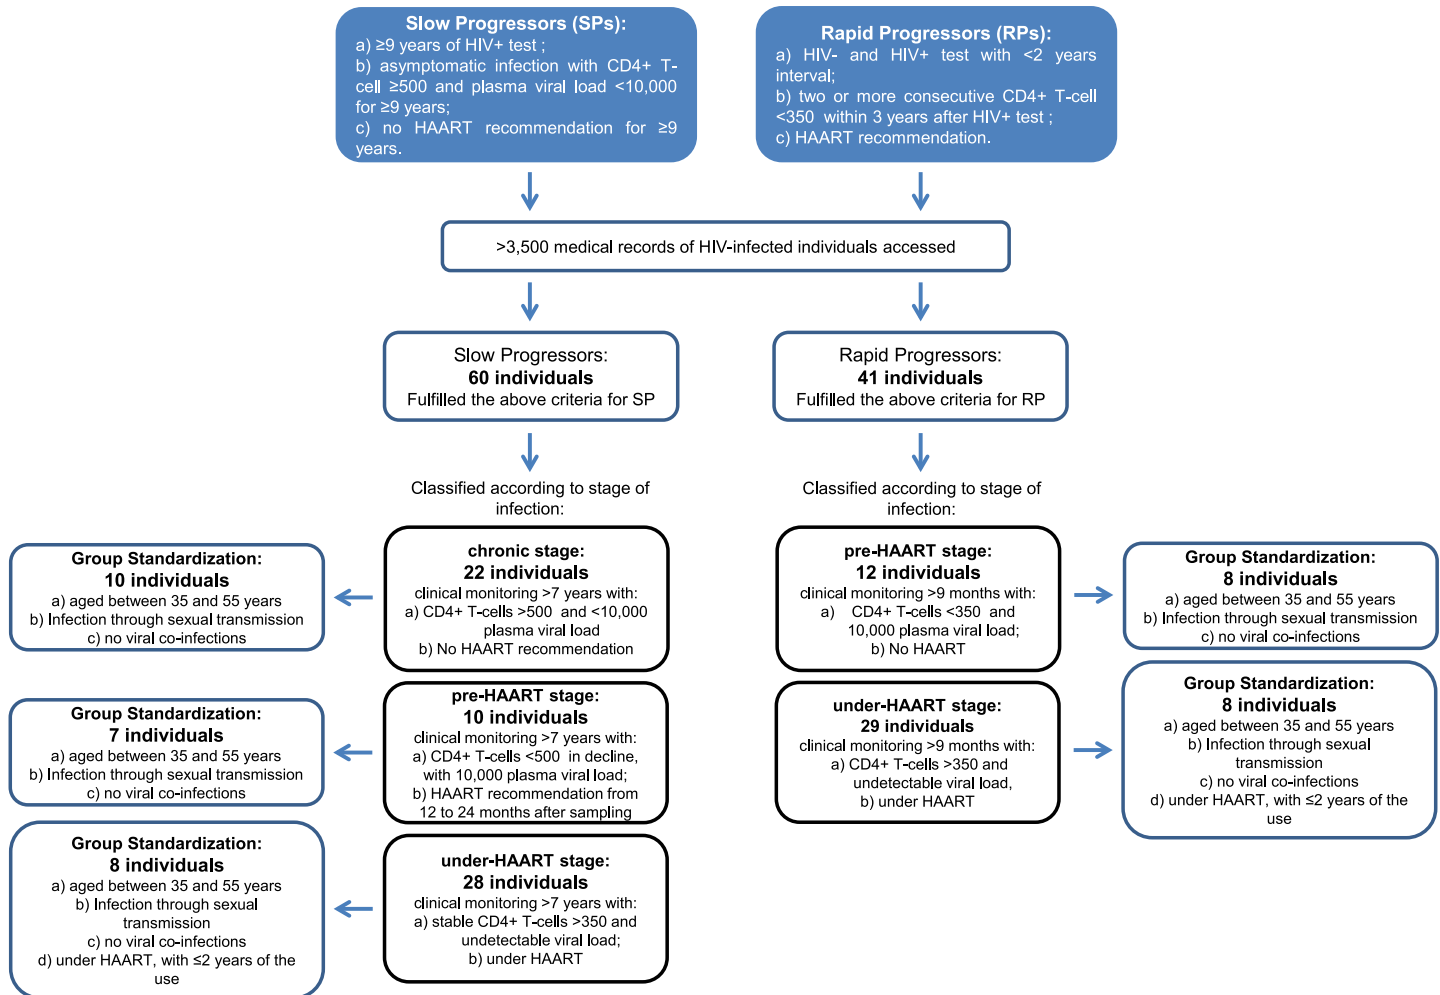 Slow Progressors (SPs):
a) ≥9 years of HIV+ test ;
b) asymptomatic infection with CD4+ T-
cell ≥500 and plasma viral load <10,000
for ≥9 years;
c) no HAART recommendation for ≥9
years.
Rapid Progressors (RPs):
a) HIV- and HIV+ test with <2 years
interval;
b) two or more consecutive CD4+ T-cell
<350 within 3 years after HIV+ test ;
c) HAART recommendation.
>3,500 medical records of HIV-infected individuals accessed
Slow Progressors:
60 individuals
Fulfilled the above criteria for SP
Rapid Progressors:
41 individuals
Fulfilled the above criteria for RP
Classified according to stage of
infection:
Classified according to stage of
infection:
Group Standardization:
10 individuals
a) aged between 35 and 55 years
b) Infection through sexual transmission
c) no viral co-infections
chronic stage:
22 individuals
clinical monitoring >7 years with:
a) CD4+ T-cells >500 and <10,000
plasma viral load
b) No HAART recommendation
pre-HAART stage:
12 individuals
clinical monitoring >9 months with:
a) CD4+ T-cells <350 and
10,000 plasma viral load;
b) No HAART
Group Standardization:
8 individuals
a) aged between 35 and 55 years
b) Infection through sexual transmission
c) no viral co-infections
Group Standardization:
7 individuals
a) aged between 35 and 55 years
b) Infection through sexual transmission
c) no viral co-infections
pre-HAART stage:
10 individuals
clinical monitoring >7 years with:
a) CD4+ T-cells <500 in decline,
with 10,000 plasma viral load;
b) HAART recommendation from
12 to 24 months after sampling
under-HAART stage:
29 individuals
clinical monitoring >9 months with:
a) CD4+ T-cells >350 and
undetectable viral load,
b) under HAART
Group Standardization:
8 individuals
a) aged between 35 and 55 years
b) Infection through sexual
transmission
c) no viral co-infections
d) under HAART, with ≤2 years of the
use
Group Standardization:
8 individuals
a) aged between 35 and 55 years
b) Infection through sexual
transmission
c) no viral co-infections
d) under HAART, with ≤2 years of the
use
under-HAART stage:
28 individuals
clinical monitoring >7 years with:
a) stable CD4+ T-cells >350 and
undetectable viral load;
b) under HAART